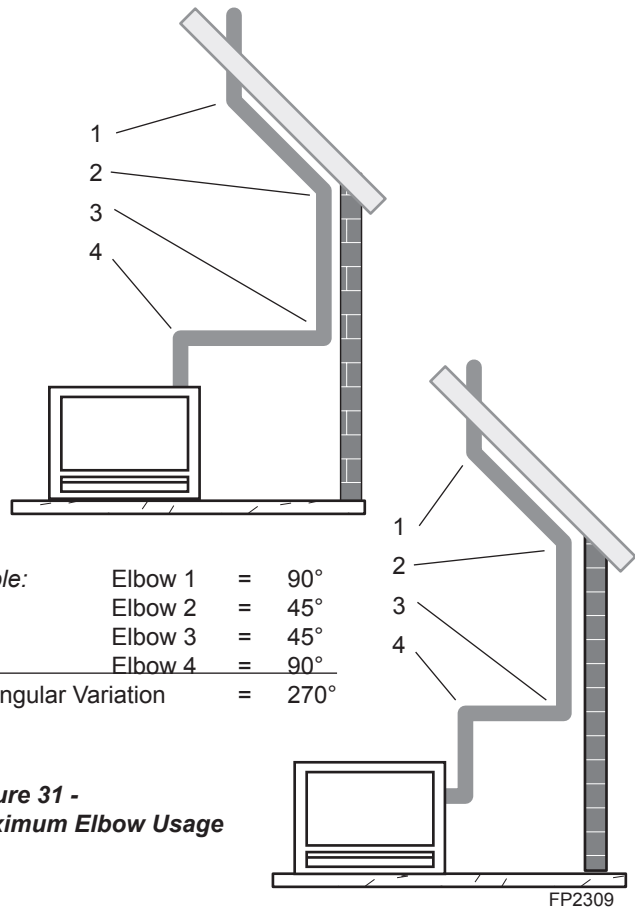 1
2
3
4
1
2
3
4
ple: Elbow 1 = 90°
Elbow 2 = 45°
Elbow 3 = 45°
Elbow 4 = 90°
ngular Variation = 270°
ure 31 -
ximum Elbow Usage
FP2309